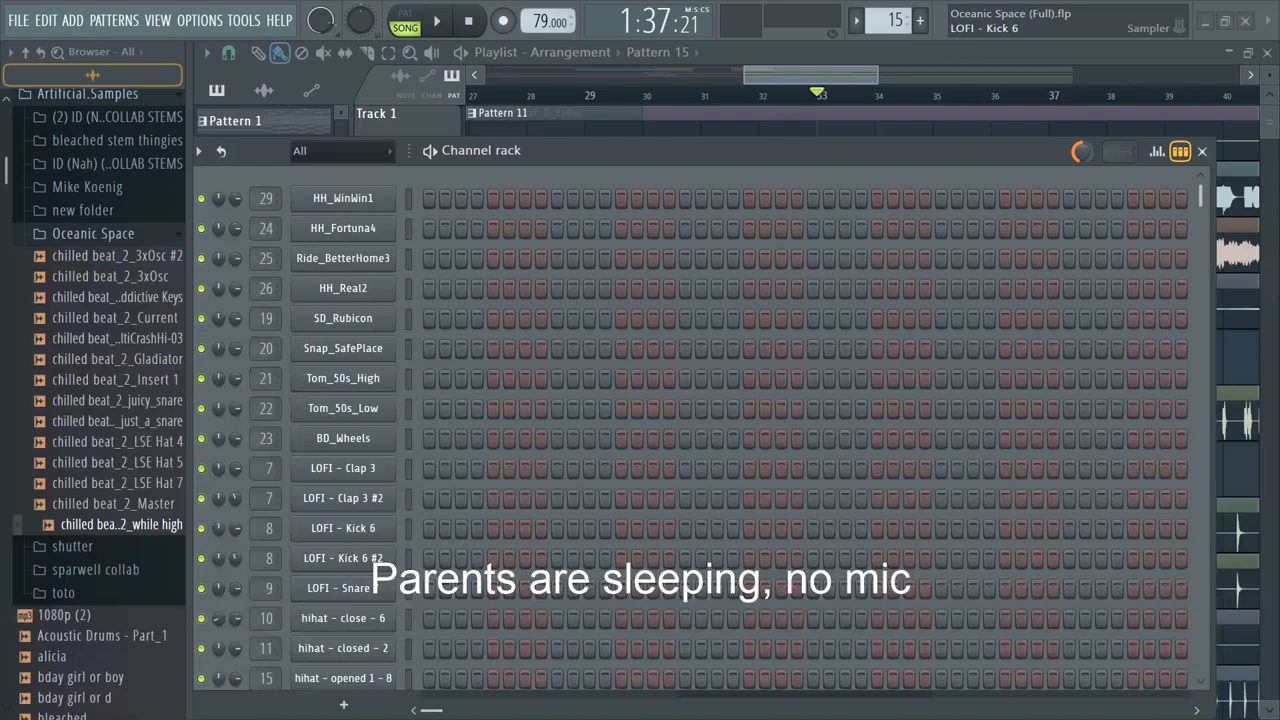 FILE EDIT ADD PATTERNS VIEW OPTIONS TOOLS HELP
PAT
SONG
79.000
1:37:21
M:S:CS
15
Oceanic Space (Full).flp
LOFI - Kick 6
Sampler
Browser - All
Playlist - Arrangement
Pattern 15
Artificial.Samples
(2) ID (N..COLLAB STEMS
bleached stem thingies
ID (Nah) (..OLLAB STEMS
Mike Koenig
new folder
Oceanic Space
chilled beat_2_3xOsc #2
chilled beat_2_3xOsc
chilled beat_..ddictive Keys
chilled beat_2_Current
chilled beat_..ltiCrashHi-03
chilled beat_2_Gladiator
chilled beat_2_Insert 1
chilled beat_2_juicy_snare
chilled beat_..just_a_snare
chilled beat_2_LSE Hat 4
chilled beat_2_LSE Hat 5
chilled beat_2_LSE Hat 7
chilled beat_2_Master
chilled bea..2_while high
shutter
sparwell collab
toto
1080p (2)
Acoustic Drums - Part_1
alicia
bday girl or boy
bday girl or d
bleached
NOTE CHAN PAT
27 28 29 30 31 32 33 34 35 36 37 38 39 40
Pattern 1
Track 1
Pattern 11
All
Channel rack
29 HH_WinWin1
24 HH_Fortuna4
25 Ride_BetterHome3
26 HH_Real2
19 SD_Rubicon
20 Snap_SafePlace
21 Tom_50s_High
22 Tom_50s_Low
23 BD_Wheels
7 LOFI - Clap 3
7 LOFI - Clap 3 #2
8 LOFI - Kick 6
8 LOFI - Kick 6 #2
9 LOFI - Snare
10 hihat - close - 6
11 hihat - closed - 2
15 hihat - opened 1 - 8
Parents are sleeping, no mic